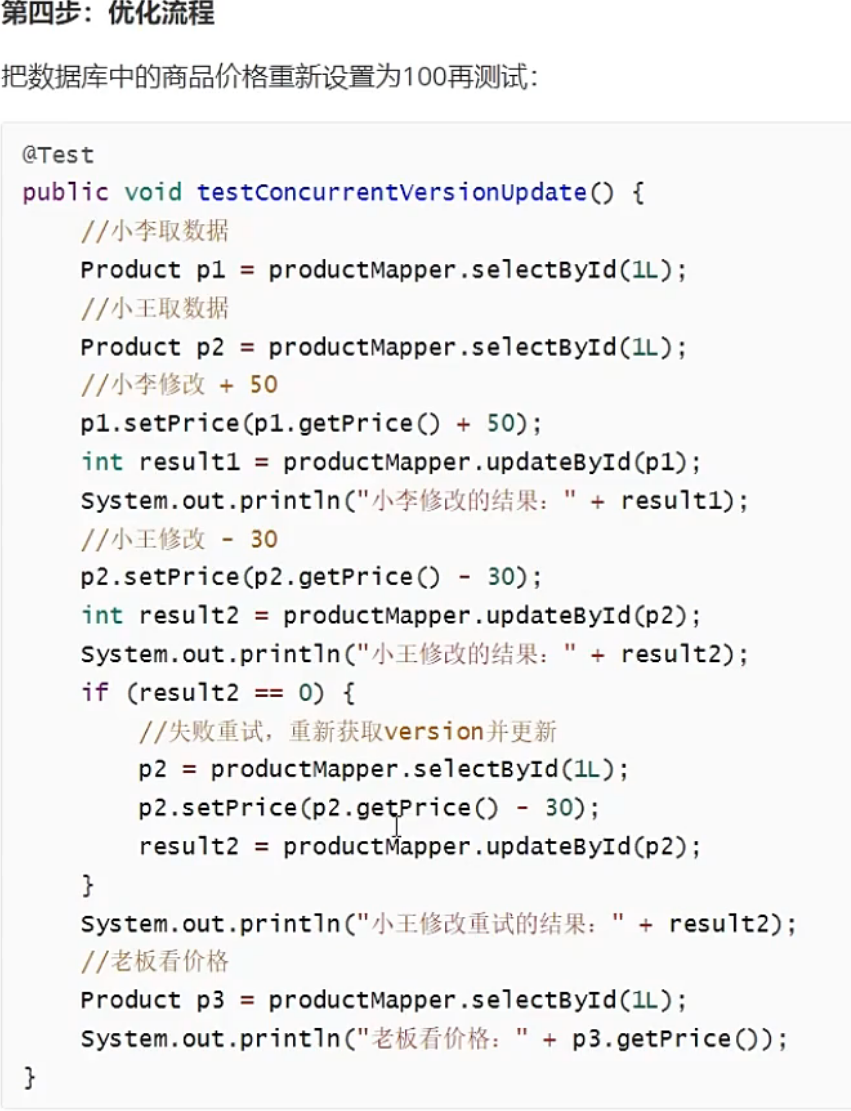 第四步：优化流程
把数据库中的商品价格重新设置为100再测试：
@Test
public void testConcurrentVersionUpdate() {
    //小李取数据
    Product p1 = productMapper.selectById(1L);
    //小王取数据
    Product p2 = productMapper.selectById(1L);
    //小李修改 + 50
    p1.setPrice(p1.getPrice() + 50);
    int result1 = productMapper.updateById(p1);
    System.out.println("小李修改的结果：" + result1);
    //小王修改 - 30
    p2.setPrice(p2.getPrice() - 30);
    int result2 = productMapper.updateById(p2);
    System.out.println("小王修改的结果：" + result2);
    if (result2 == 0) {
        //失败重试，重新获取version并更新
        p2 = productMapper.selectById(1L);
        p2.setPrice(p2.getPrice() - 30);
        result2 = productMapper.updateById(p2);
    }
    System.out.println("小王修改重试的结果：" + result2);
    //老板看价格
    Product p3 = productMapper.selectById(1L);
    System.out.println("老板看价格：" + p3.getPrice());
}